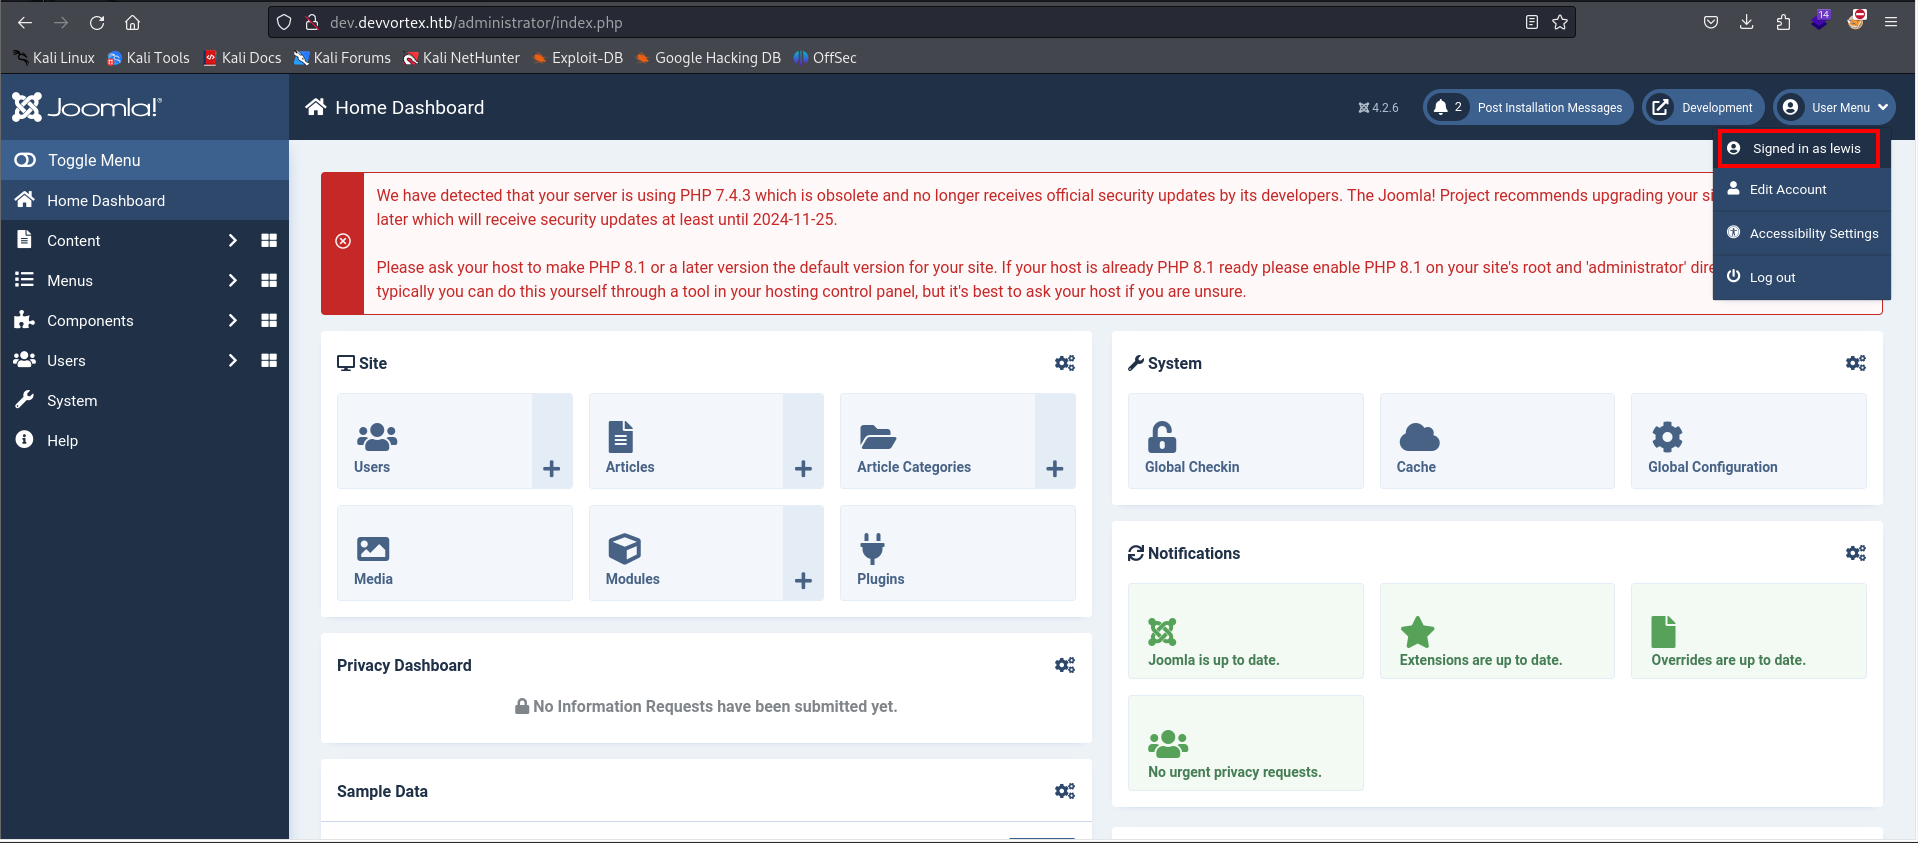 dev.devvortex.htb/administrator/index.php
14
Kali Linux Kali Tools Kali Docs Kali Forums Kali NetHunter Exploit-DB Google Hacking DB OffSec
Joomla!®
Home Dashboard
4.2.6
2 Post Installation Messages
Development
User Menu
Signed in as lewis
Edit Account
Accessibility Settings
Log out
Toggle Menu
Home Dashboard
Content
Menus
Components
Users
System
Help
We have detected that your server is using PHP 7.4.3 which is obsolete and no longer receives official security updates by its developers. The Joomla! Project recommends upgrading your si
later which will receive security updates at least until 2024-11-25.
Please ask your host to make PHP 8.1 or a later version the default version for your site. If your host is already PHP 8.1 ready please enable PHP 8.1 on your site's root and 'administrator' dire
typically you can do this yourself through a tool in your hosting control panel, but it's best to ask your host if you are unsure.
Site
Users
Articles
Article Categories
Media
Modules
Plugins
Privacy Dashboard
No Information Requests have been submitted yet.
Sample Data
System
Global Checkin
Cache
Global Configuration
Notifications
Joomla is up to date.
Extensions are up to date.
Overrides are up to date.
No urgent privacy requests.